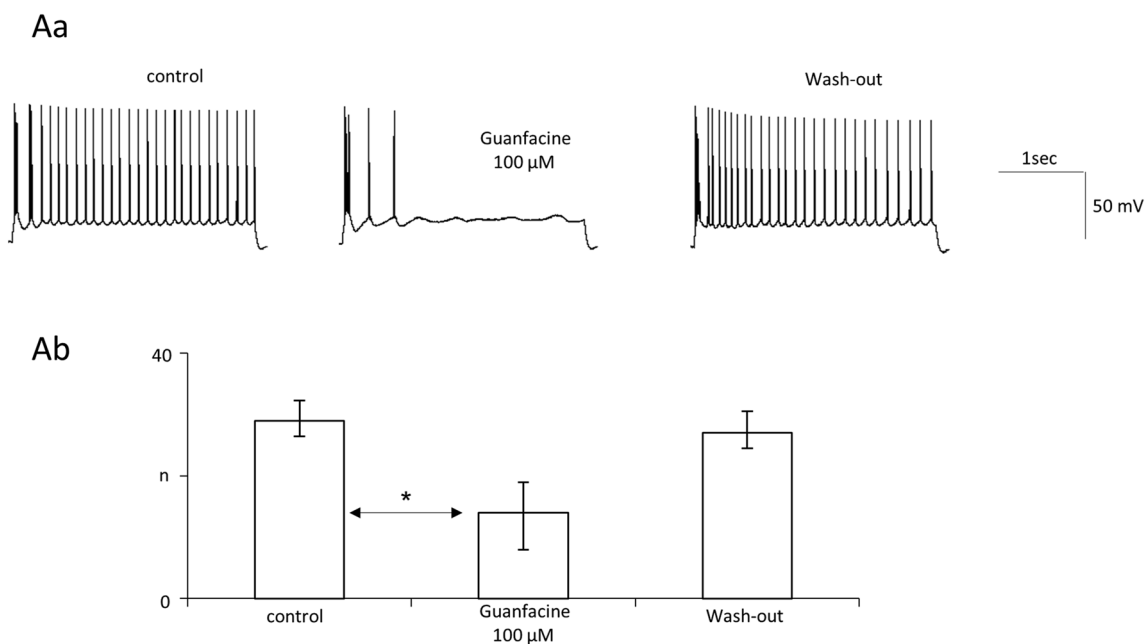 Aa
control
Guanfacine
100 µM
Wash-out
1sec
50 mV
Ab
40
n
0
*
control
Guanfacine
100 µM
Wash-out